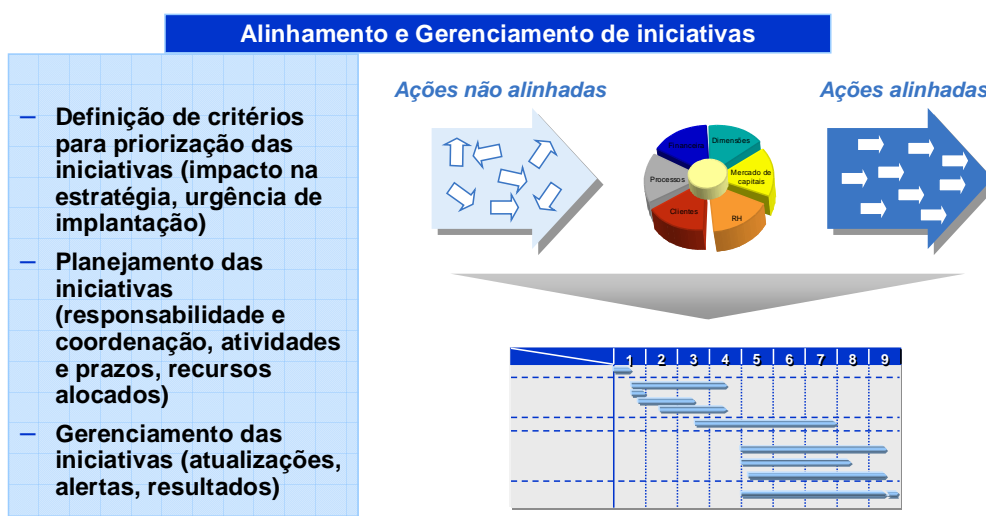 Alinhamento e Gerenciamento de iniciativas
– Definição de critérios
para priorização das
iniciativas (impacto na
estratégia, urgência de
implantação)
– Planejamento das
iniciativas
(responsabilidade e
coordenação, atividades
e prazos, recursos
alocados)
– Gerenciamento das
iniciativas (atualizações,
alertas, resultados)
Ações não alinhadas
Ações alinhadas
Dimensões
Mercado de
capitais
RH
Clientes
Processos
1 2 3 4 5 6 7 8 9